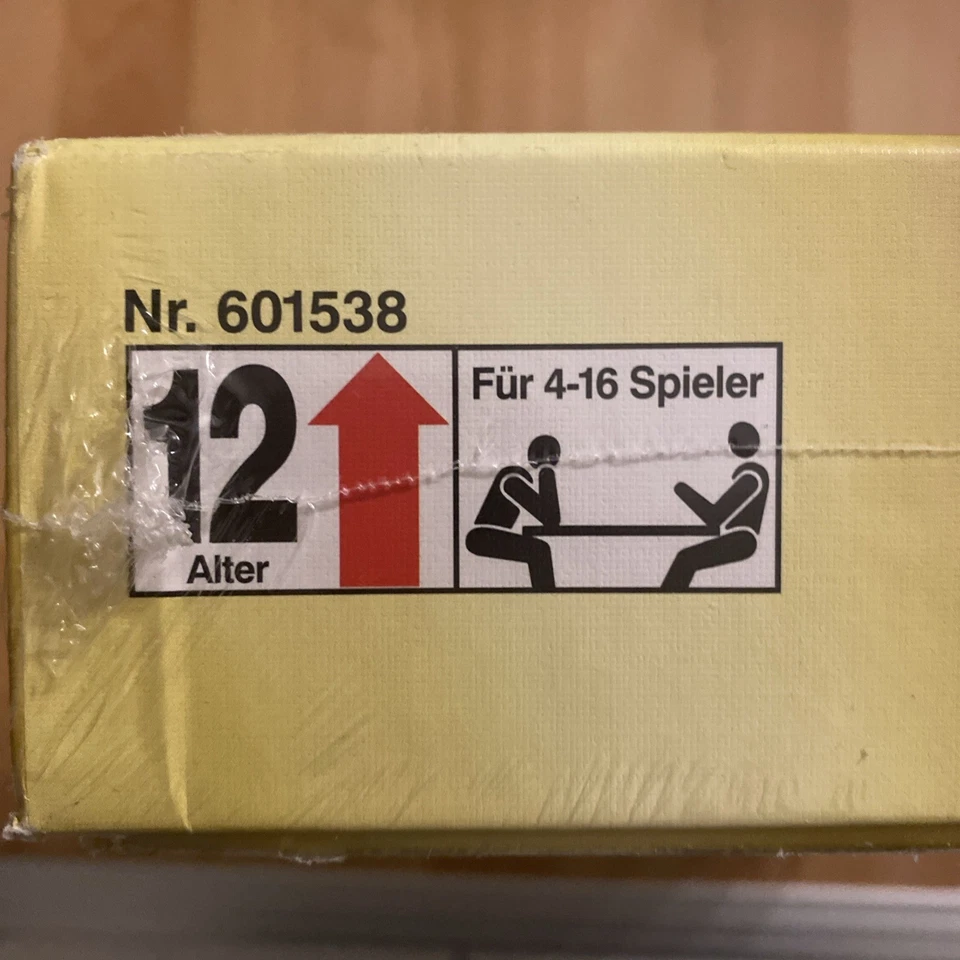 Nr. 601538
12
Alter
Für 4-16 Spieler